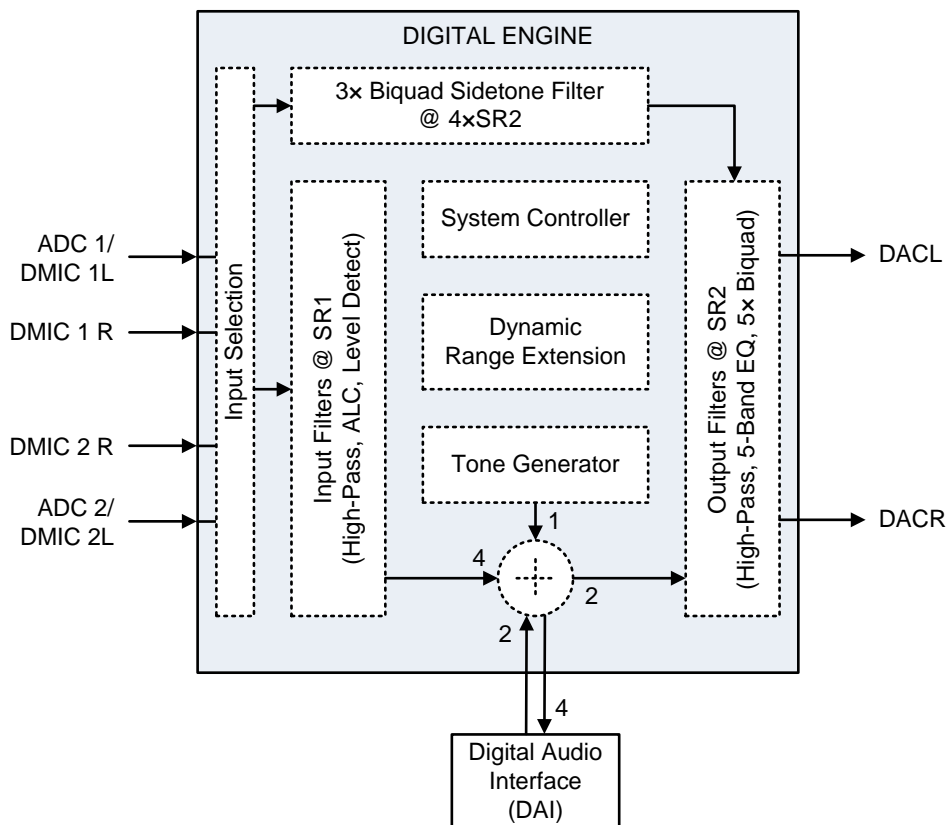 DIGITAL ENGINE
3× Biquad Sidetone Filter
@ 4×SR2
Input Selection
ADC 1/
DMIC 1L
DMIC 1 R
DMIC 2 R
ADC 2/
DMIC 2L
Input Filters @ SR1
(High-Pass, ALC, Level Detect)
System Controller
Dynamic
Range Extension
Tone Generator
1
4
2
2
4
Output Filters @ SR2
(High-Pass, 5-Band EQ, 5× Biquad)
DACL
DACR
Digital Audio
Interface
(DAI)